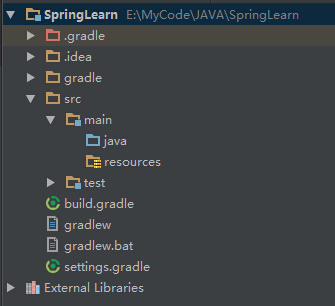 SpringLearn E:\MyCode\JAVA\SpringLearn
.gradle
.idea
gradle
src
main
java
resources
test
build.gradle
gradlew
gradlew.bat
settings.gradle
External Libraries